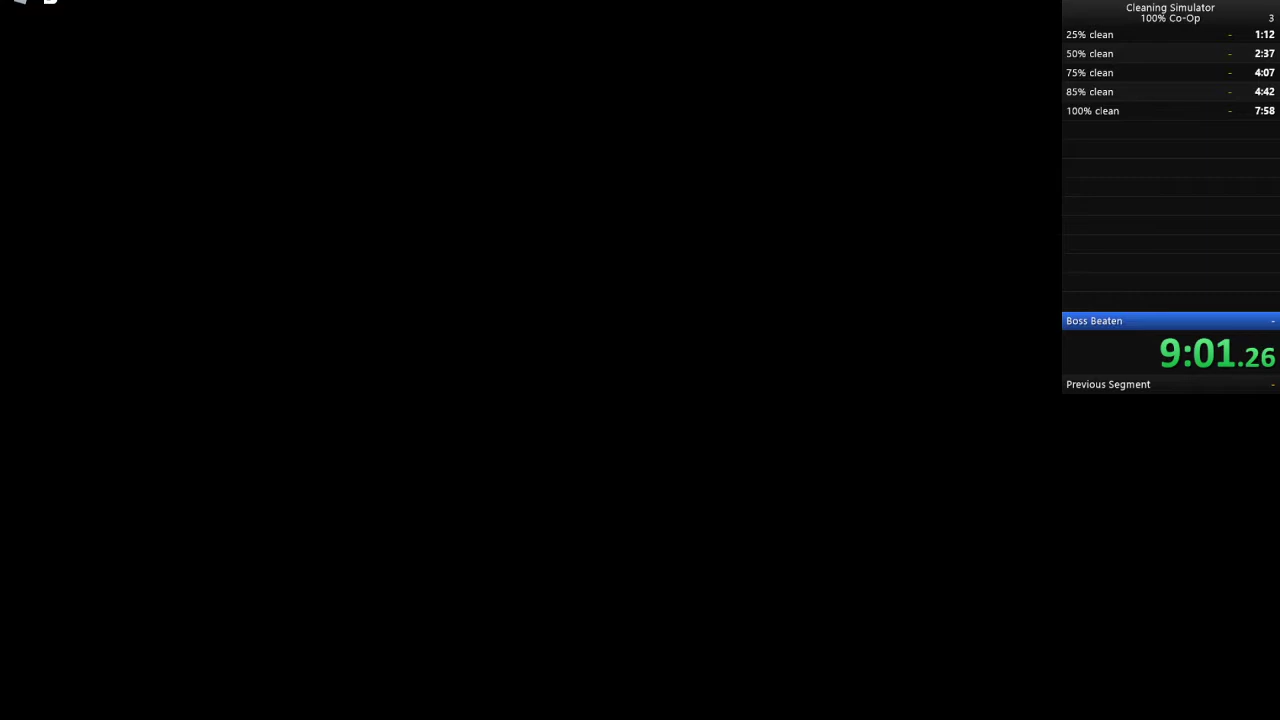 Cleaning Simulator
100% Co-Op 3
25% clean - 1:12
50% clean - 2:37
75% clean - 4:07
85% clean - 4:42
100% clean - 7:58
Boss Beaten -
9:01.26
Previous Segment -